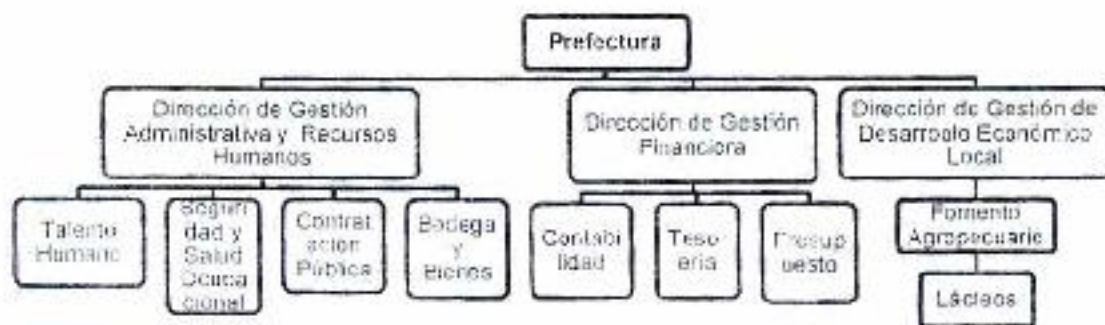 Prefectura
Dirección de Gestión
Administrativa y Recursos
Humanos
Dirección de Gestión
Financiera
Dirección de Gestión de
Desarrollo Económico
Local
Talento
Humano
Seguri
dad y
Salud
Ocupa
cional
Contrat
ación
Pública
Bodega
y
Bienes
Contabi
lidad
Teso
ería
Presup
uesto
Fomento
Agropecuario
Lácteos